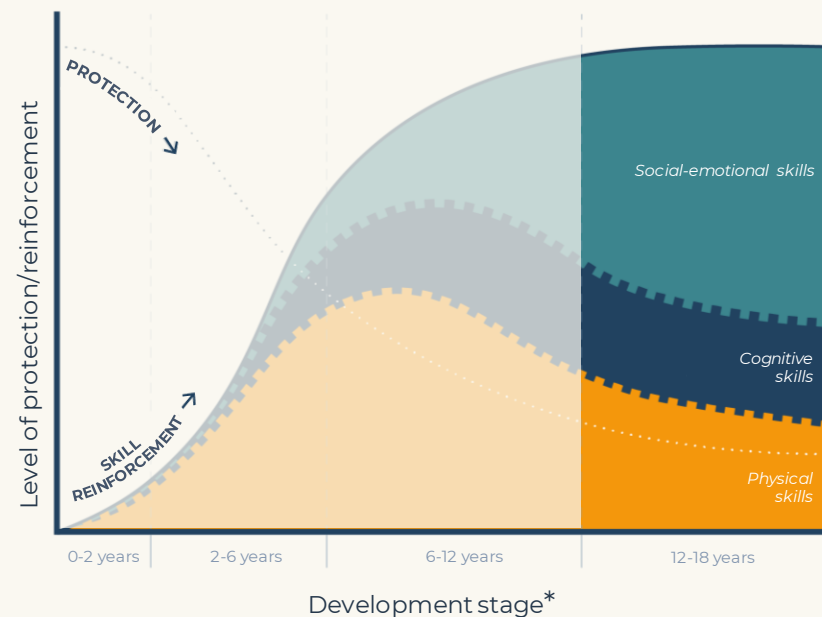 PROTECTION
Level of protection/reinforcement
Social-emotional skills
Cognitive
skills
SKILL
REINFORCEMENT
Physical
skills
0-2 years
2-6 years
6-12 years
12-18 years
Development stage*